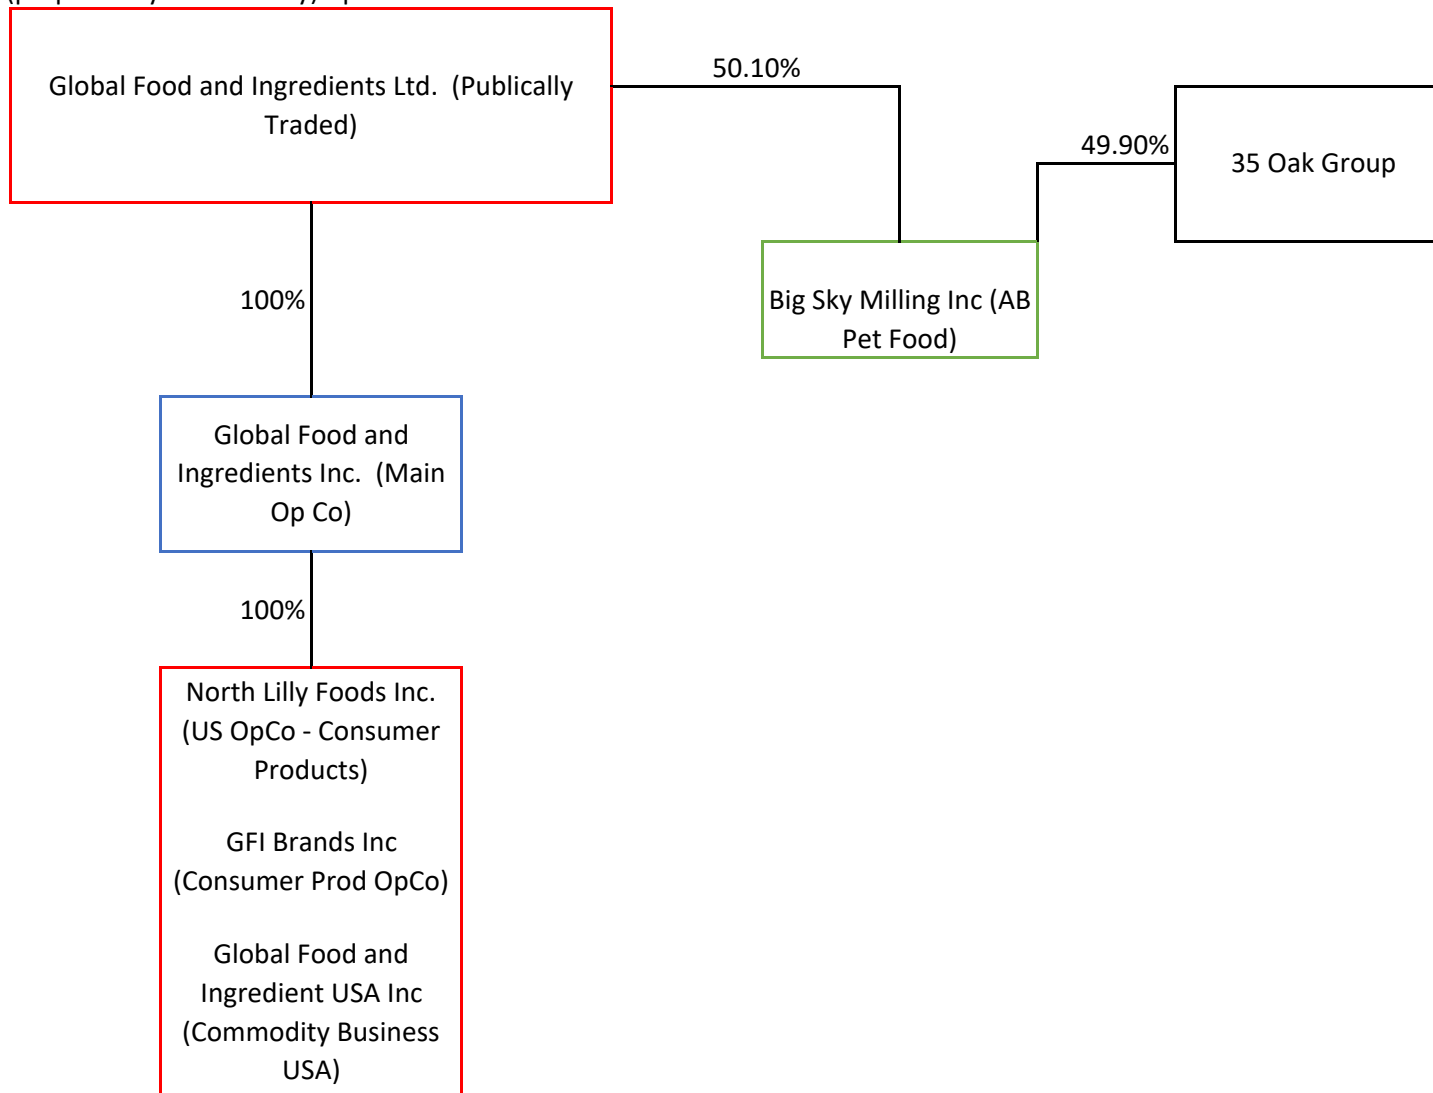 Global Food and Ingredients Ltd.  (Publically
Traded)
50.10%
49.90%
35 Oak Group
Big Sky Milling Inc (AB
Pet Food)
100%
Global Food and
Ingredients Inc.  (Main
Op Co)
100%
North Lilly Foods Inc.
(US OpCo - Consumer
Products)
GFI Brands Inc
(Consumer Prod OpCo)
Global Food and
Ingredient USA Inc
(Commodity Business
USA)